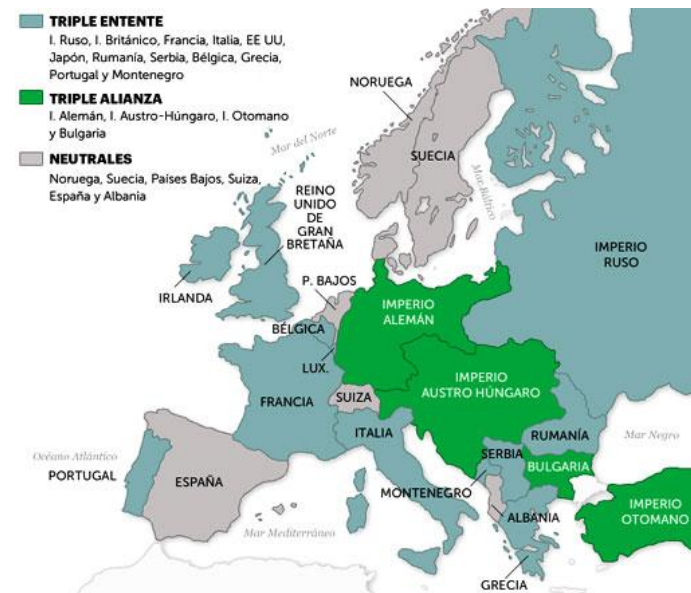 TRIPLE ENTENTE
I. Ruso, I. Británico, Francia, Italia, EE UU,
Japón, Rumanía, Serbia, Bélgica, Grecia,
Portugal y Montenegro
TRIPLE ALIANZA
I. Alemán, I. Austro-Húngaro, I. Otomano
y Bulgaria
NEUTRALES
Noruega, Suecia, Países Bajos, Suiza,
España y Albania
Mar del Norte
NORUEGA
SUECIA
Mar Báltico
REINO
UNIDO
DE
GRAN
BRETAÑA
IRLANDA
IMPERIO
RUSO
P. BAJOS
BÉLGICA
LUX.
IMPERIO
ALEMÁN
IMPERIO
AUSTRO HÚNGARO
FRANCIA
SUIZA
ITALIA
RUMANÍA
SERBIA
Mar Negro
BULGARIA
Océano Atlántico
PORTUGAL
ESPAÑA
MONTENEGRO
ALBANIA
IMPERIO
OTOMANO
Mar Mediterráneo
GRECIA